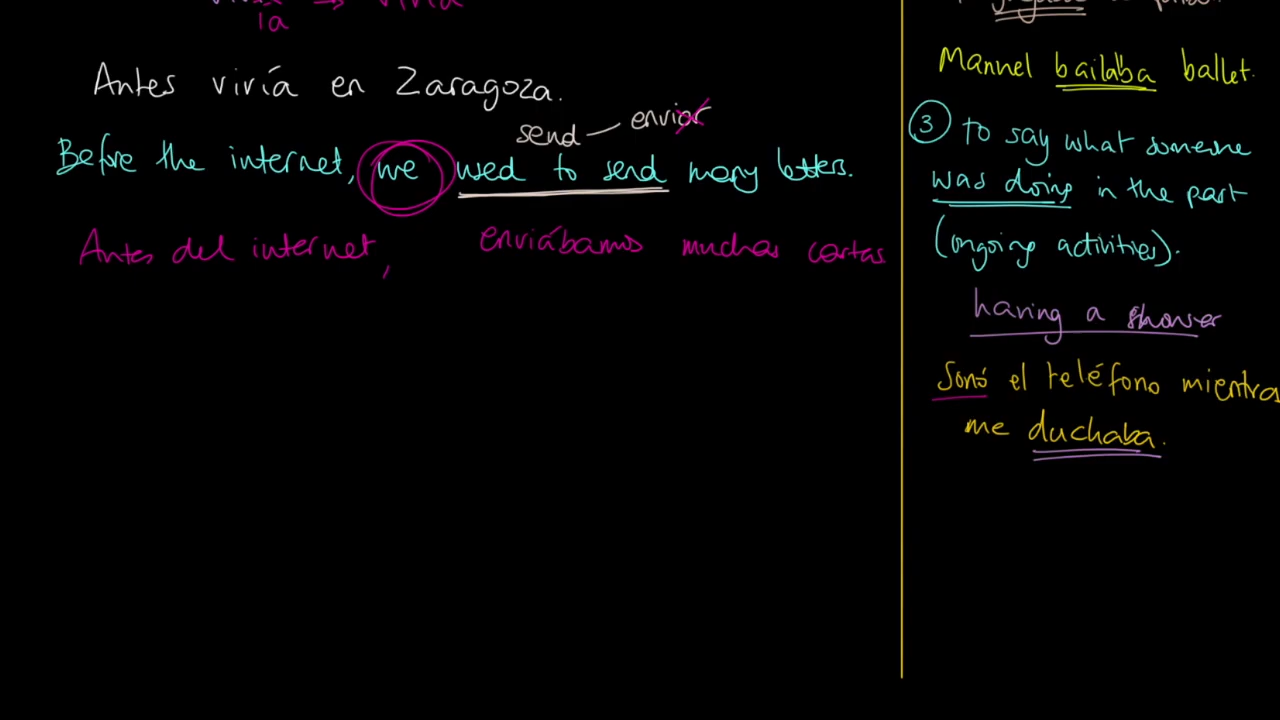 ía → vivía
Antes vivía en Zaragoza.
send — enviar
Before the internet, we used to send many letters.
Antes del internet, enviábamos muchas cartas.
Manuel bailaba ballet.
③ to say what someone
was doing in the past
(ongoing activities).
having a shower
Sonó el teléfono mientras
me duchaba.